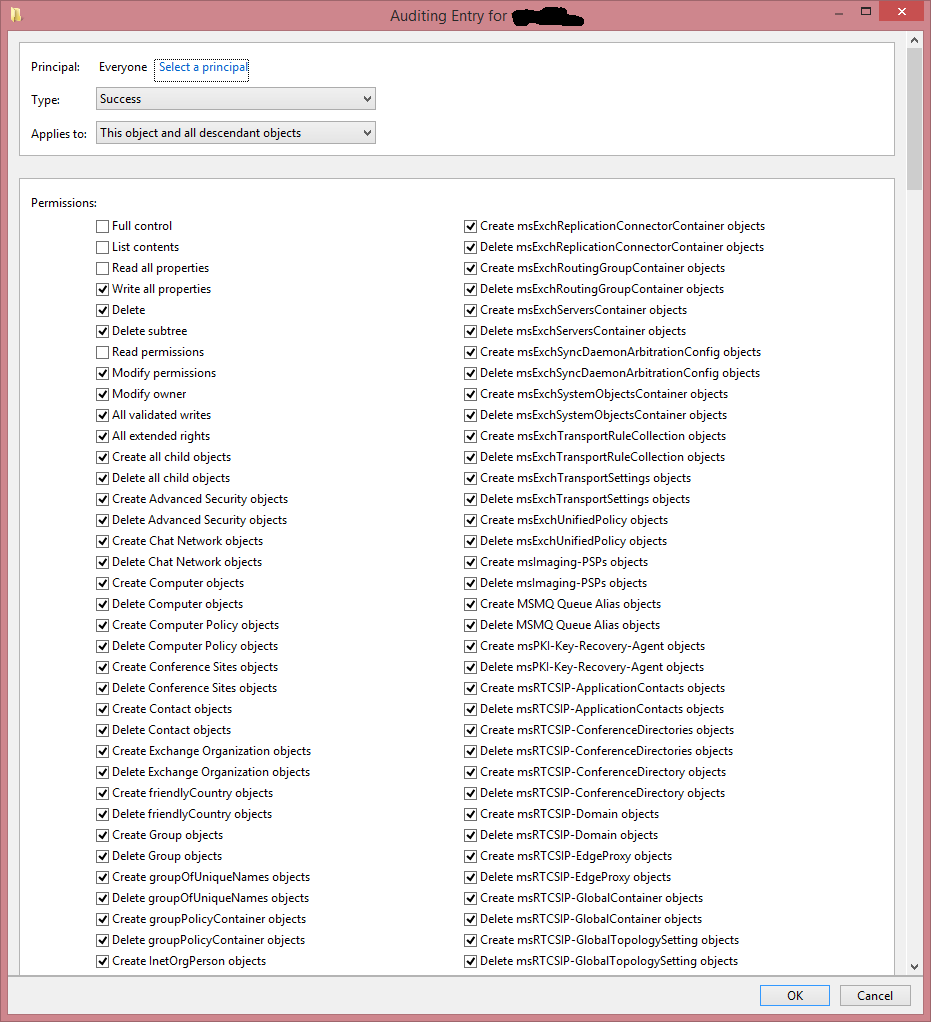 Auditing Entry for
Principal: Everyone Select a principal
Type: Success
Applies to: This object and all descendant objects
Permissions:
Full control
List contents
Read all properties
Write all properties
Delete
Delete subtree
Read permissions
Modify permissions
Modify owner
All validated writes
All extended rights
Create all child objects
Delete all child objects
Create Advanced Security objects
Delete Advanced Security objects
Create Chat Network objects
Delete Chat Network objects
Create Computer objects
Delete Computer objects
Create Computer Policy objects
Delete Computer Policy objects
Create Conference Sites objects
Delete Conference Sites objects
Create Contact objects
Delete Contact objects
Create Exchange Organization objects
Delete Exchange Organization objects
Create friendlyCountry objects
Delete friendlyCountry objects
Create Group objects
Delete Group objects
Create groupOfUniqueNames objects
Delete groupOfUniqueNames objects
Create groupPolicyContainer objects
Delete groupPolicyContainer objects
Create InetOrgPerson objects
Create msExchReplicationConnectorContainer objects
Delete msExchReplicationConnectorContainer objects
Create msExchRoutingGroupContainer objects
Delete msExchRoutingGroupContainer objects
Create msExchServersContainer objects
Delete msExchServersContainer objects
Create msExchSyncDaemonArbitrationConfig objects
Delete msExchSyncDaemonArbitrationConfig objects
Create msExchSystemObjectsContainer objects
Delete msExchSystemObjectsContainer objects
Create msExchTransportRuleCollection objects
Delete msExchTransportRuleCollection objects
Create msExchTransportSettings objects
Delete msExchTransportSettings objects
Create msExchUnifiedPolicy objects
Delete msExchUnifiedPolicy objects
Create msImaging-PSPs objects
Delete msImaging-PSPs objects
Create MSMQ Queue Alias objects
Delete MSMQ Queue Alias objects
Create msPKI-Key-Recovery-Agent objects
Delete msPKI-Key-Recovery-Agent objects
Create msRTCSIP-ApplicationContacts objects
Delete msRTCSIP-ApplicationContacts objects
Create msRTCSIP-ConferenceDirectories objects
Delete msRTCSIP-ConferenceDirectories objects
Create msRTCSIP-ConferenceDirectory objects
Delete msRTCSIP-ConferenceDirectory objects
Create msRTCSIP-Domain objects
Delete msRTCSIP-Domain objects
Create msRTCSIP-EdgeProxy objects
Delete msRTCSIP-EdgeProxy objects
Create msRTCSIP-GlobalContainer objects
Delete msRTCSIP-GlobalContainer objects
Create msRTCSIP-GlobalTopologySetting objects
Delete msRTCSIP-GlobalTopologySetting objects
OK Cancel